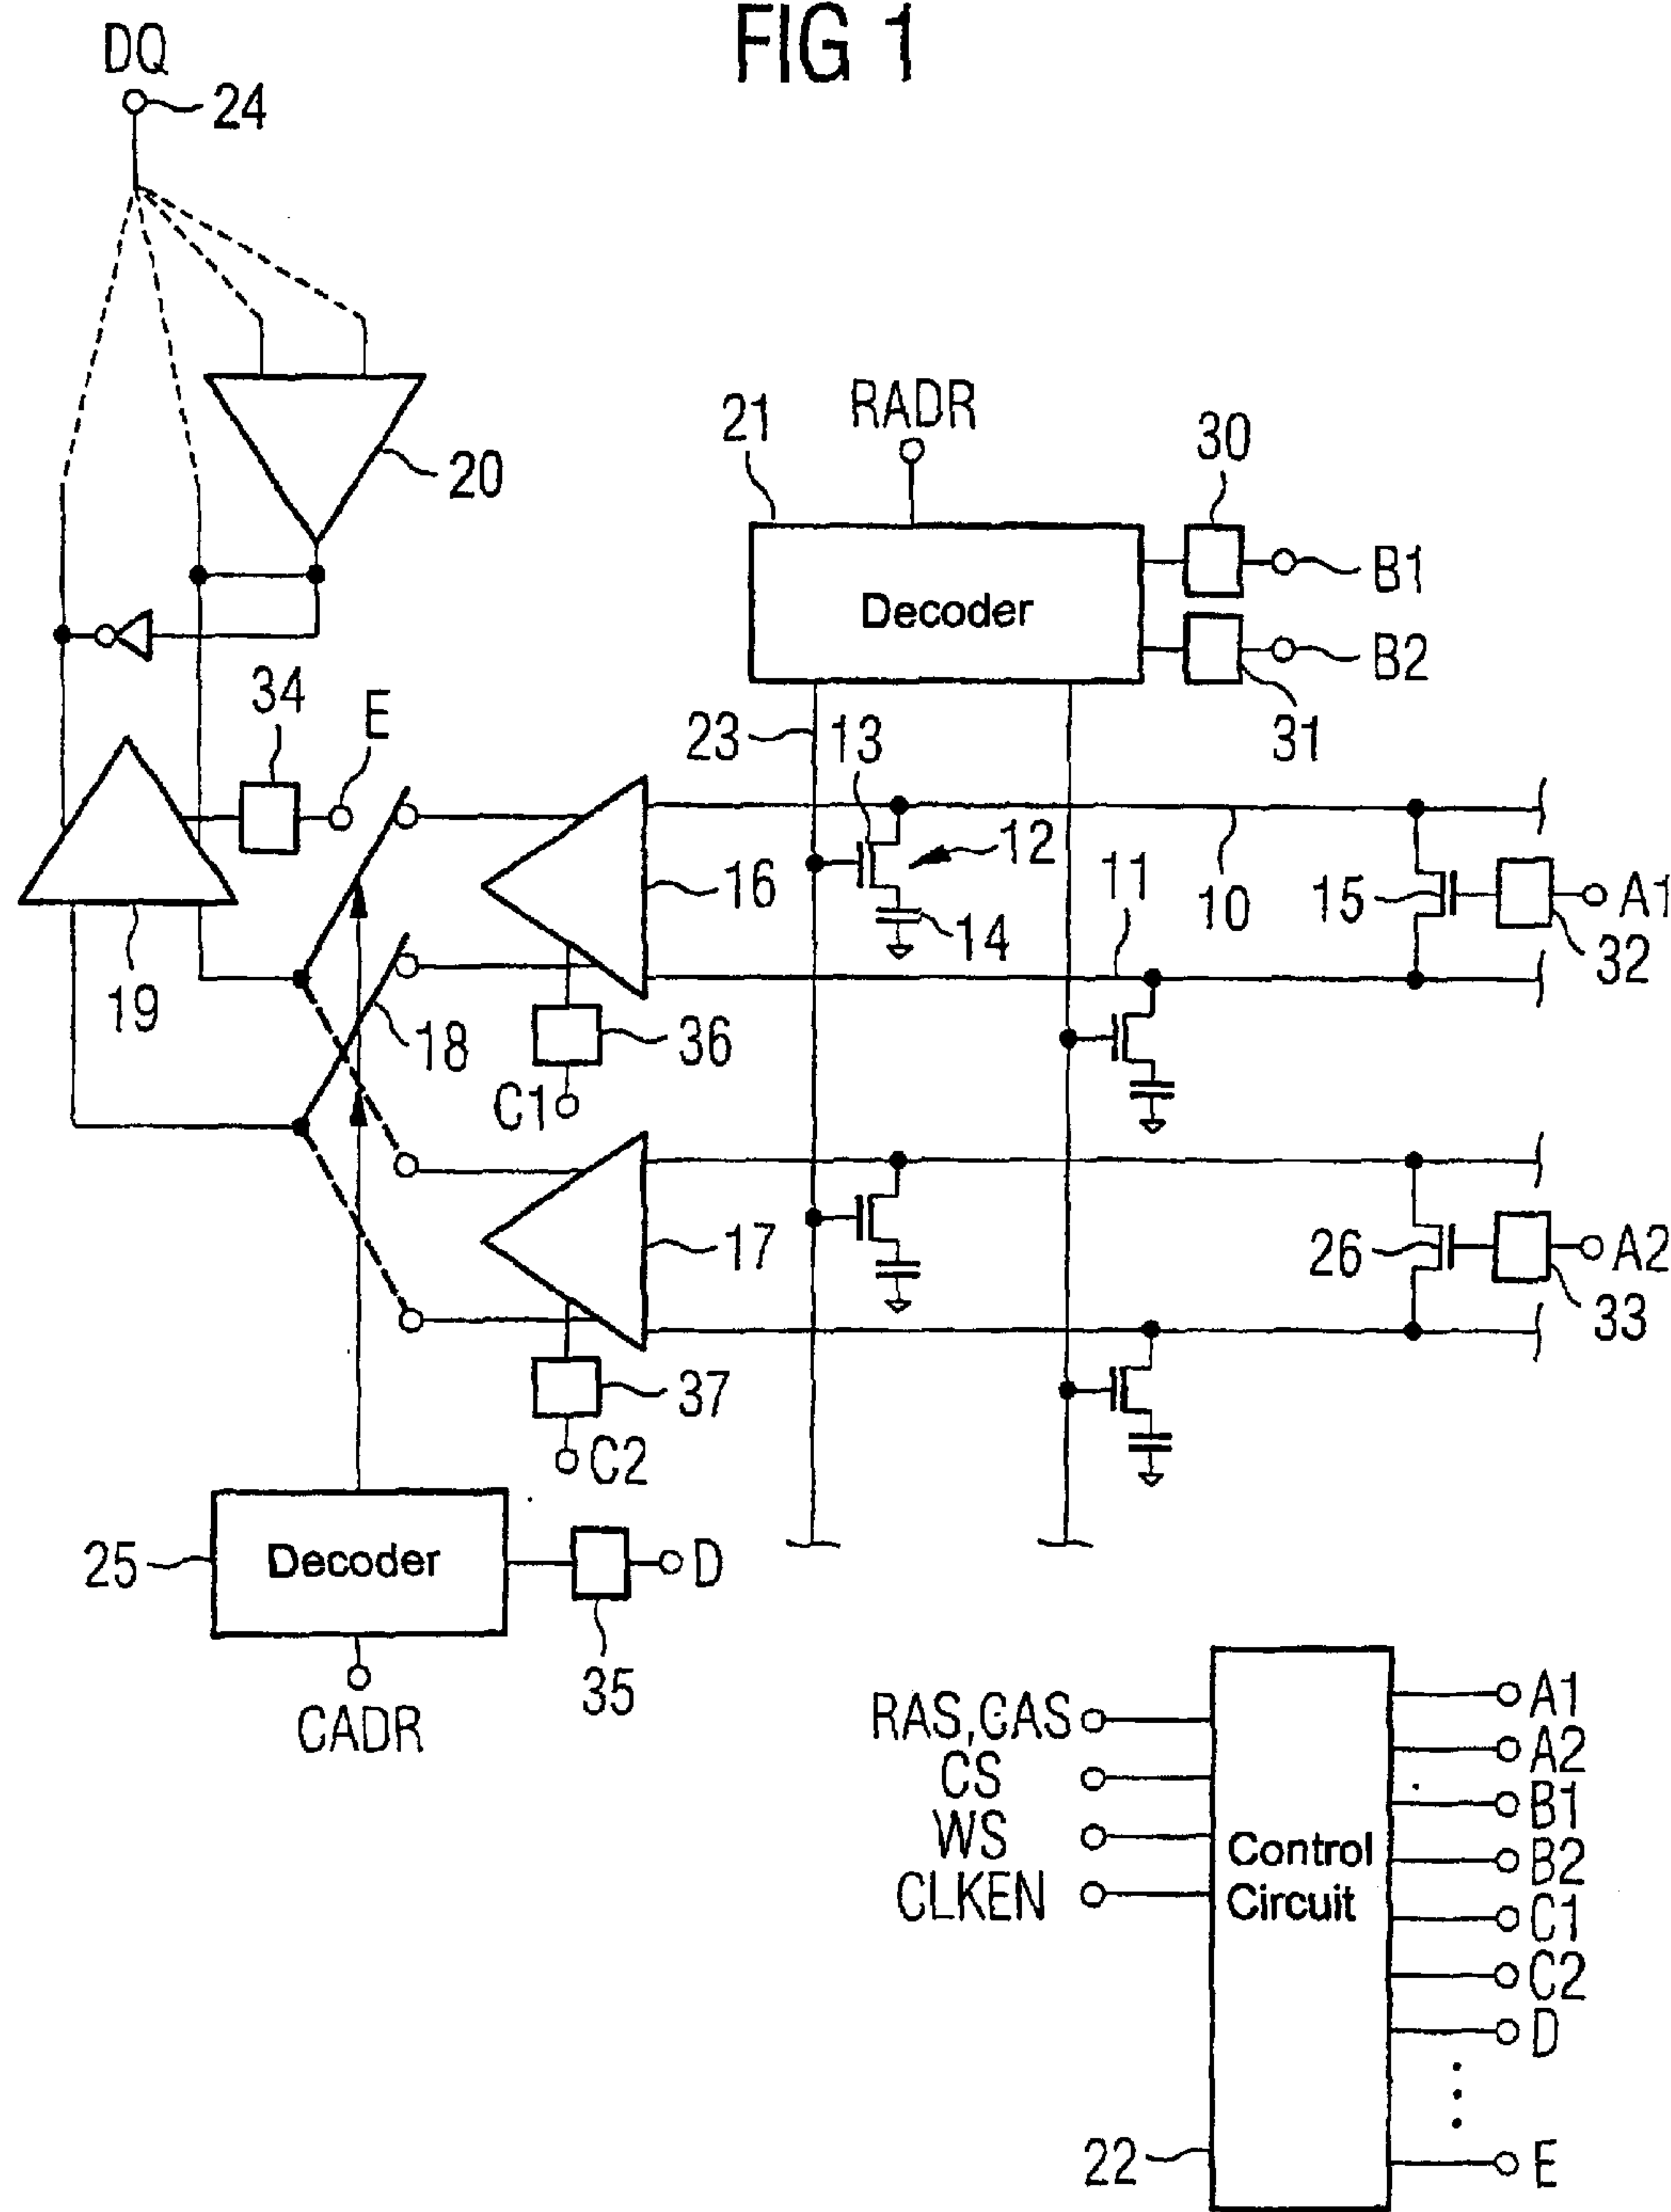 FIG 1
DQ
24
20
21
RADR
30
Decoder
B1
B2
31
34
E
23
13
12
11
10
15
A1
32
16
14
19
18
36
C1
17
26
A2
33
37
C2
25
Decoder
D
35
CADR
RAS,CAS
CS
WS
CLKEN
Control
Circuit
22
A1
A2
B1
B2
C1
C2
D
E